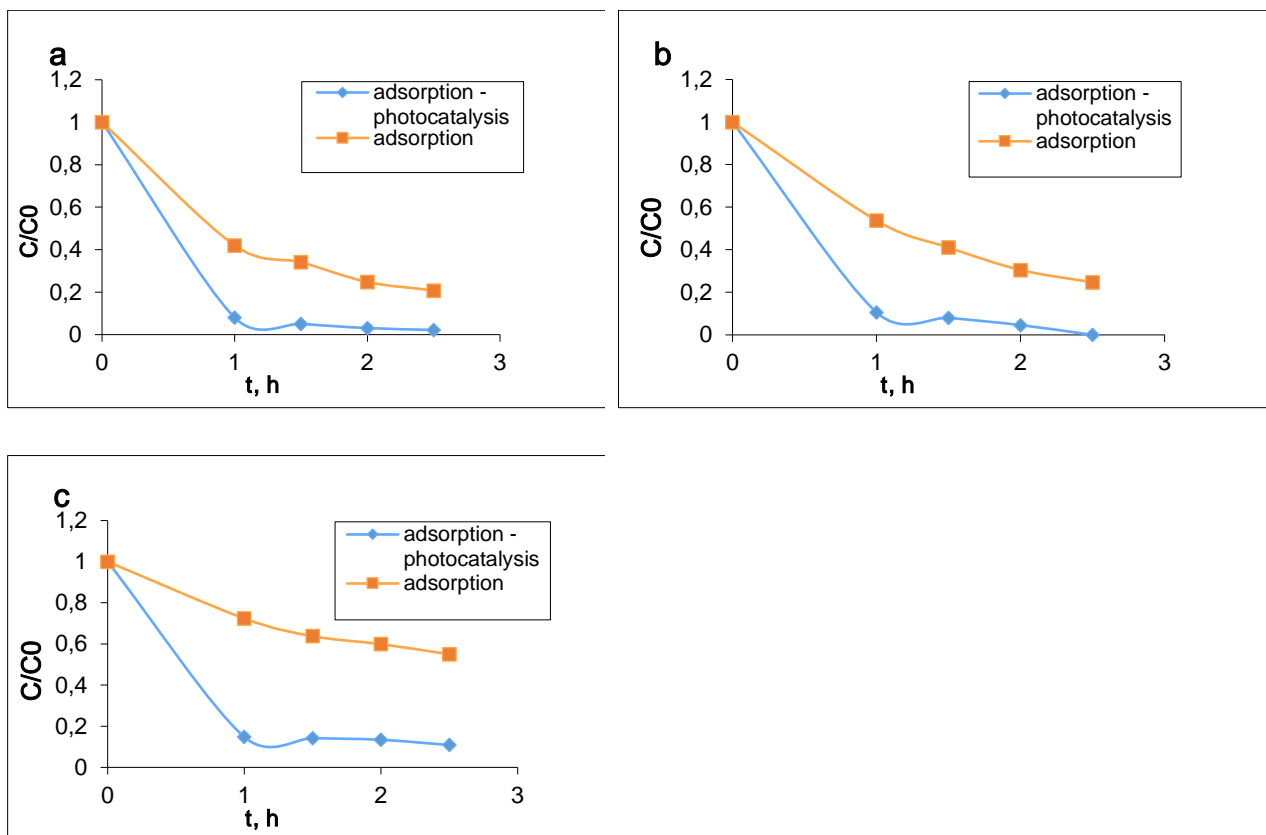 a
1,2
1
0,8
0,6
0,4
0,2
0
0 1 2 3
C/C0
t, h
adsorption -
photocatalysis
adsorption
b
1,2
1
0,8
0,6
0,4
0,2
0
0 1 2 3
C/C0
t, h
adsorption -
photocatalysis
adsorption
c
1,2
1
0,8
0,6
0,4
0,2
0
0 1 2 3
C/C0
t, h
adsorption -
photocatalysis
adsorption